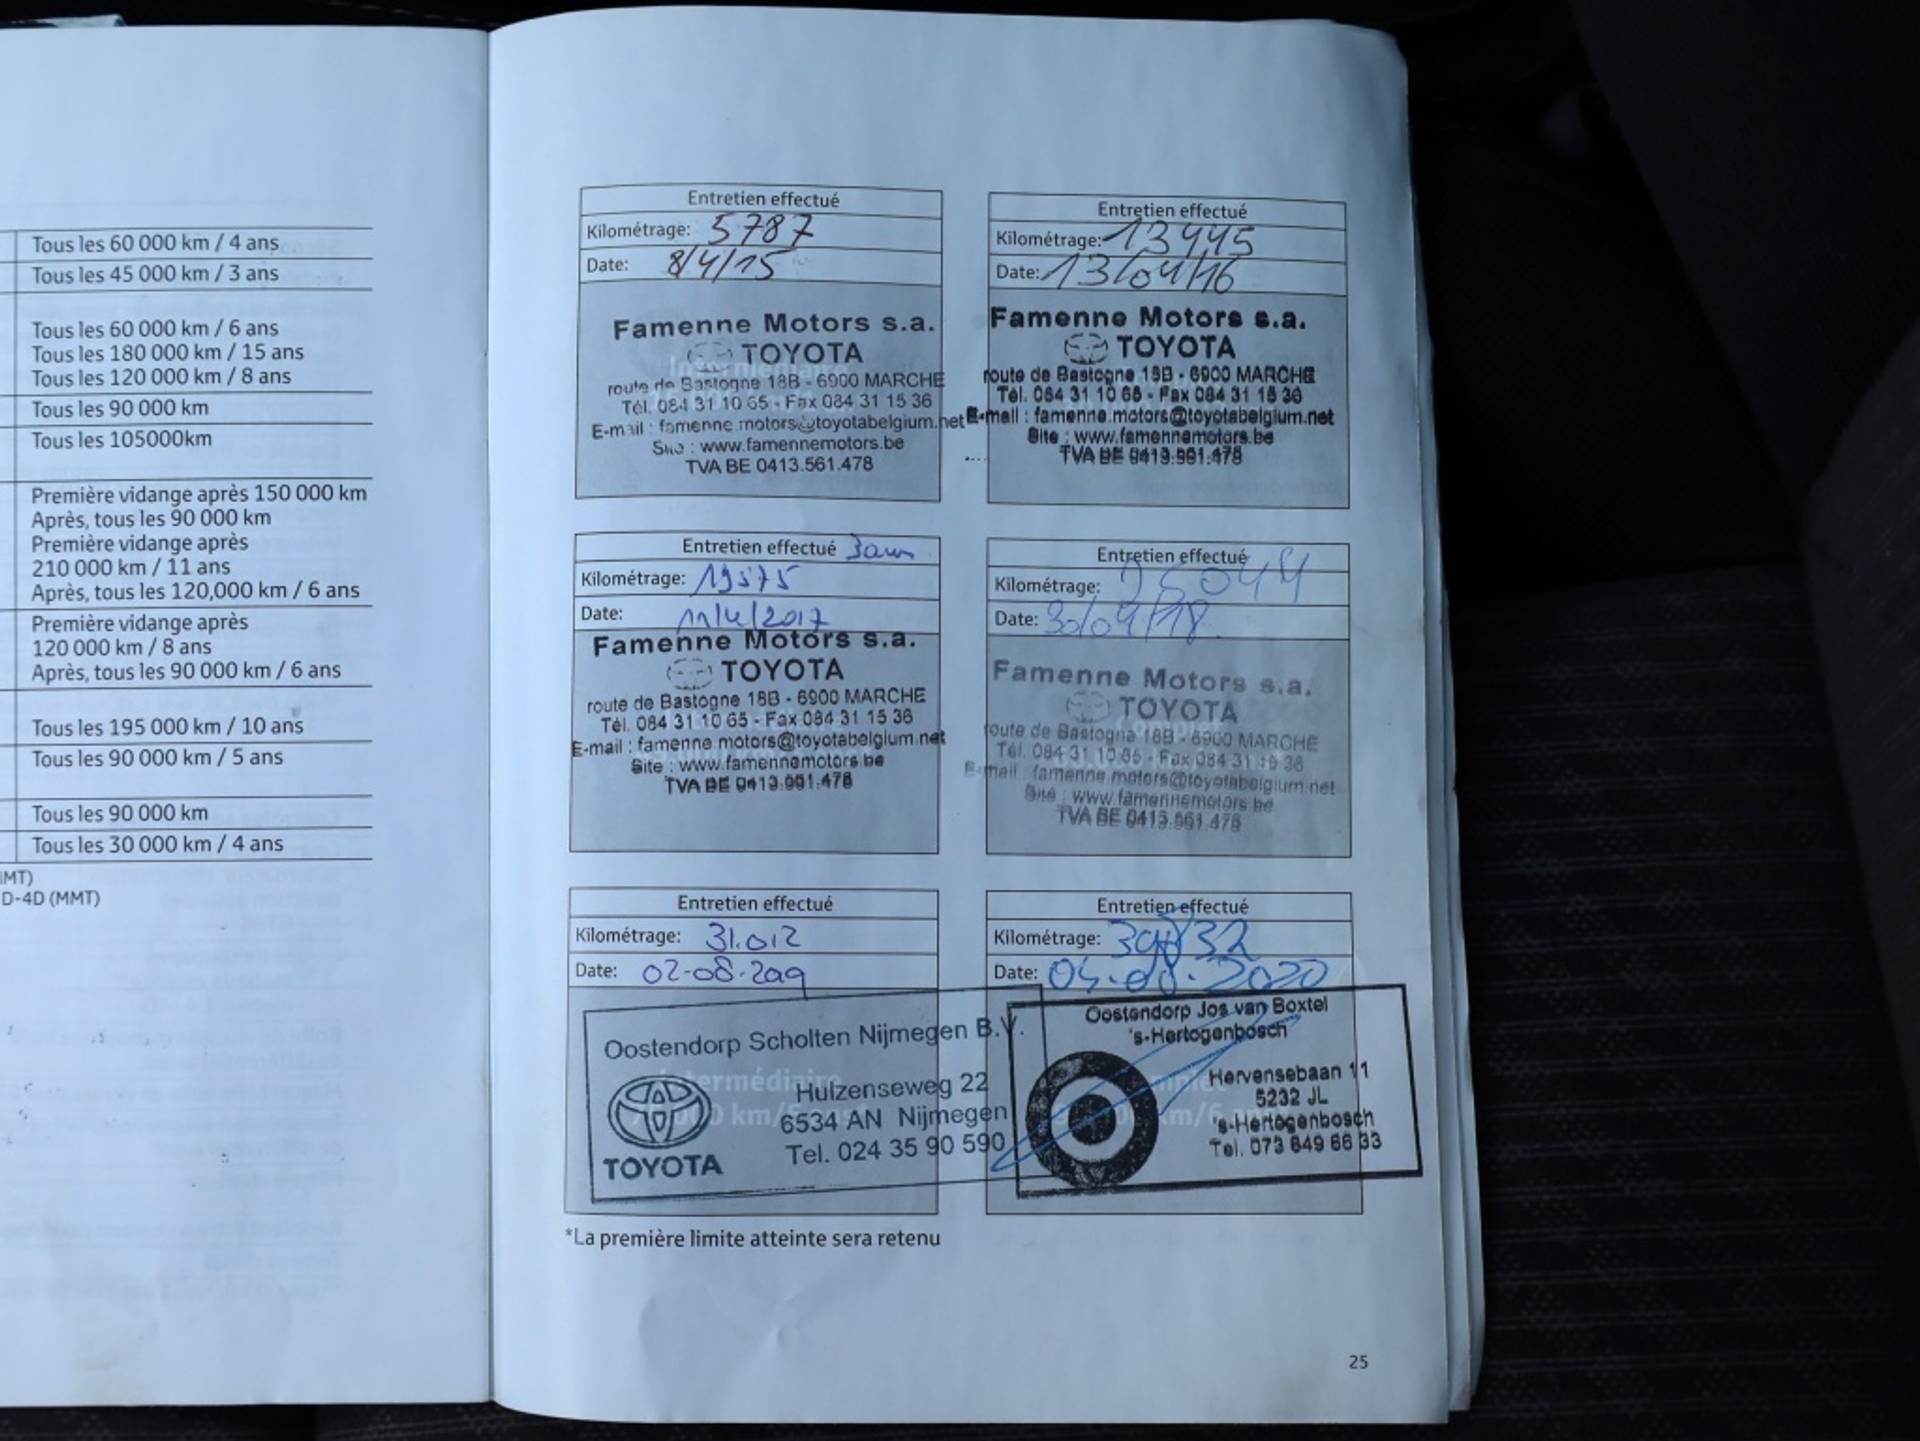 Tous les 60 000 km / 4 ans
Tous les 45 000 km / 3 ans
Tous les 60 000 km / 6 ans
Tous les 180 000 km / 15 ans
Tous les 120 000 km / 8 ans
Tous les 90 000 km
Tous les 105000km
Première vidange après 150 000 km
Après, tous les 90 000 km
Première vidange après
210 000 km / 11 ans
Après, tous les 120,000 km / 6 ans
Première vidange après
120 000 km / 8 ans
Après, tous les 90 000 km / 6 ans
Tous les 195 000 km / 10 ans
Tous les 90 000 km / 5 ans
Tous les 90 000 km
Tous les 30 000 km / 4 ans
D-4D (MMT)
Entretien effectué
Kilométrage: 5787
Date: 8/4/15
Famenne Motors s.a.
TOYOTA
route de Bastogne 18B - 6900 MARCHE
Tél. 084 31 10 65 - Fax 084 31 15 36
E-mail : famenne.motors@toyotabelgium.net
Site : www.famennemotors.be
TVA BE 0413.561.478
Entretien effectué
Kilométrage: 13445
Date: 13/04/16
Famenne Motors s.a.
TOYOTA
route de Bastogne 18B - 6900 MARCHE
Tél. 084 31 10 65 - Fax 084 31 15 36
E-mail : famenne.motors@toyotabelgium.net
Site : www.famennemotors.be
TVA BE 0413.561.478
Entretien effectué 3 ans
Kilométrage: 19575
Date: 11/4/2017
Famenne Motors s.a.
TOYOTA
route de Bastogne 18B - 6900 MARCHE
Tél. 084 31 10 65 - Fax 084 31 15 36
E-mail : famenne.motors@toyotabelgium.net
Site : www.famennemotors.be
TVA BE 0413.561.478
Entretien effectué
Kilométrage:
Date: 30/04/18
Famenne Motors s.a.
TOYOTA
route de Bastogne 18B - 6900 MARCHE
Tél. 084 31 10 65 - Fax 084 31 15 36
E-mail : famenne.motors@toyotabelgium.net
Site : www.famennemotors.be
TVA BE 0413.561.478
Entretien effectué
Kilométrage: 31.012
Date: 02-08-2019
Oostendorp Scholten Nijmegen B.V.
Hulzenseweg 22
6534 AN Nijmegen
Tel. 024 35 90 590
TOYOTA
Entretien effectué
Kilométrage:
Date: 04-08-2020
Oostendorp Jos van Boxtel
's-Hertogenbosch
Hervensebaan 11
5232 JL
's-Hertogenbosch
Tel. 073 649 66 33
*La première limite atteinte sera retenu
25